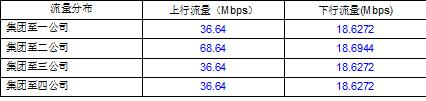 流量分布 上行流量（Mbps） 下行流量(Mbps)
集团至一公司 36.64 18.6272
集团至二公司 68.64 18.6944
集团至三公司 36.64 18.6272
集团至四公司 36.64 18.6272